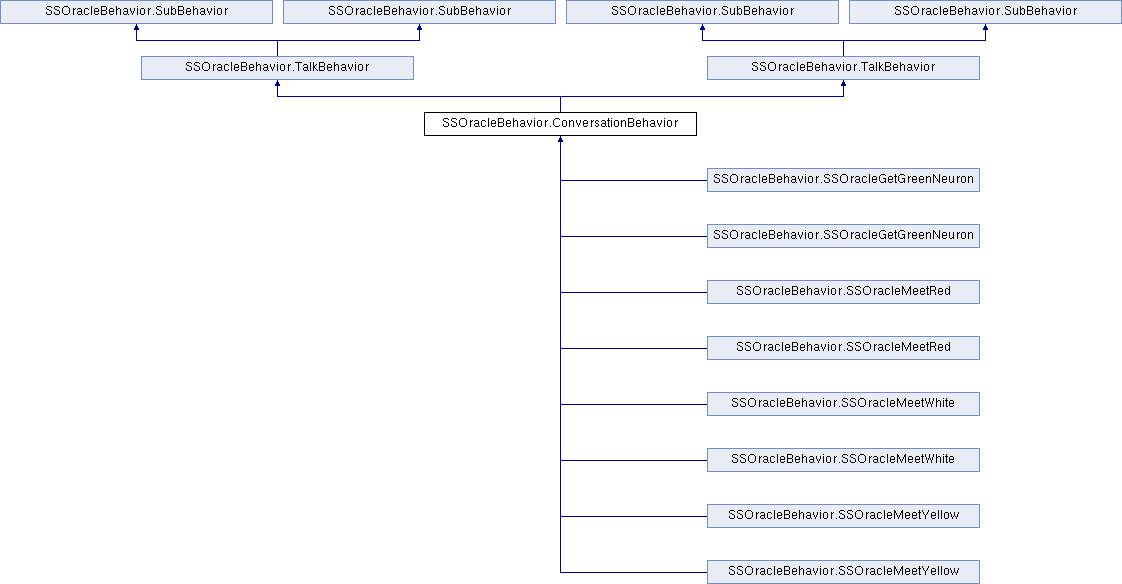 SSOracleBehavior.SubBehavior
SSOracleBehavior.SubBehavior
SSOracleBehavior.SubBehavior
SSOracleBehavior.SubBehavior
SSOracleBehavior.TalkBehavior
SSOracleBehavior.TalkBehavior
SSOracleBehavior.ConversationBehavior
SSOracleBehavior.SSOracleGetGreenNeuron
SSOracleBehavior.SSOracleGetGreenNeuron
SSOracleBehavior.SSOracleMeetRed
SSOracleBehavior.SSOracleMeetRed
SSOracleBehavior.SSOracleMeetWhite
SSOracleBehavior.SSOracleMeetWhite
SSOracleBehavior.SSOracleMeetYellow
SSOracleBehavior.SSOracleMeetYellow